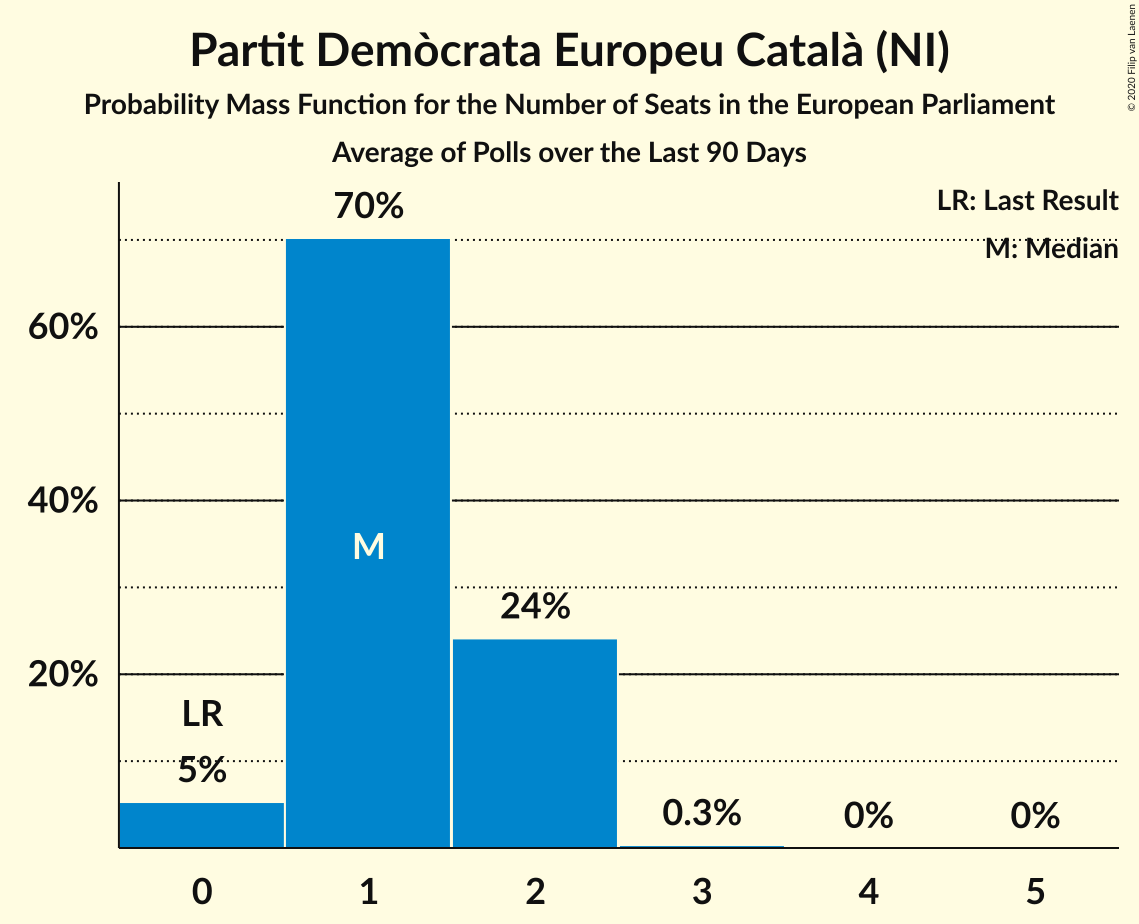 Partit Demòcrata Europeu Català (NI)
Probability Mass Function for the Number of Seats in the European Parliament
Average of Polls over the Last 90 Days
© 2020 Filip van Laenen
LR: Last Result
M: Median
70%
60%
40%
M
24%
20%
LR
5%
0.3%
0%
0%
0
1
2
3
4
5